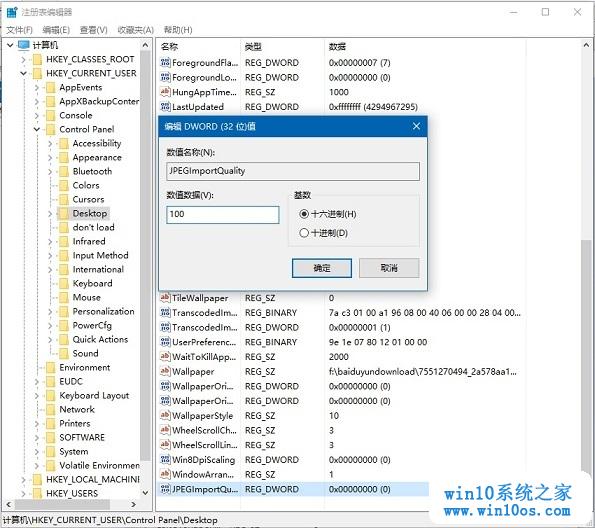 注册表编辑器
文件(F) 编辑(E) 查看(V) 收藏夹(A) 帮助(H)
计算机
HKEY_CLASSES_ROOT
HKEY_CURRENT_USER
AppEvents
AppXBackupConten
Console
Control Panel
Accessibility
Appearance
Bluetooth
Colors
Cursors
Desktop
don't load
Infrared
Input Method
International
Keyboard
Mouse
Personalization
PowerCfg
Quick Actions
Sound
Environment
EUDC
Keyboard Layout
Network
Printers
SOFTWARE
System
Volatile Environmen
HKEY_LOCAL_MACHINE
HKEY_USERS
名称 类型 数据
ForegroundFla... REG_DWORD 0x00000007 (7)
ForegroundLo... REG_DWORD 0x00000000 (0)
HungAppTime... REG_SZ 1000
LastUpdated REG_DWORD 0xffffffff (4294967295)
编辑 DWORD (32 位)值
数值名称(N):
JPEGImportQuality
数值数据(V):
100
基数
十六进制(H)
十进制(D)
确定 取消
TileWallpaper REG_SZ 0
TranscodedIm... REG_BINARY 7a c3 01 00 a1 96 08 00 40 06 00 00 28 04 00...
TranscodedIm... REG_DWORD 0x00000001 (1)
UserPreferenc... REG_BINARY 9e 1e 07 80 12 01 00 00
WaitToKillApp... REG_SZ 2000
Wallpaper REG_SZ f:\baiduyundownload\7551270494_2a578aa1...
WallpaperOri... REG_DWORD 0x00000000 (0)
WallpaperOri... REG_DWORD 0x00000000 (0)
WallpaperStyle REG_SZ 10
WheelScrollCh... REG_SZ 3
WheelScrollLin... REG_SZ 3
Win8DpiScaling REG_DWORD 0x00000000 (0)
WindowArran... REG_SZ 1
JPEGImportQu... REG_DWORD 0x00000000 (0)
计算机\HKEY_CURRENT_USER\Control Panel\Desktop
win10系统之家
www.win10os.com